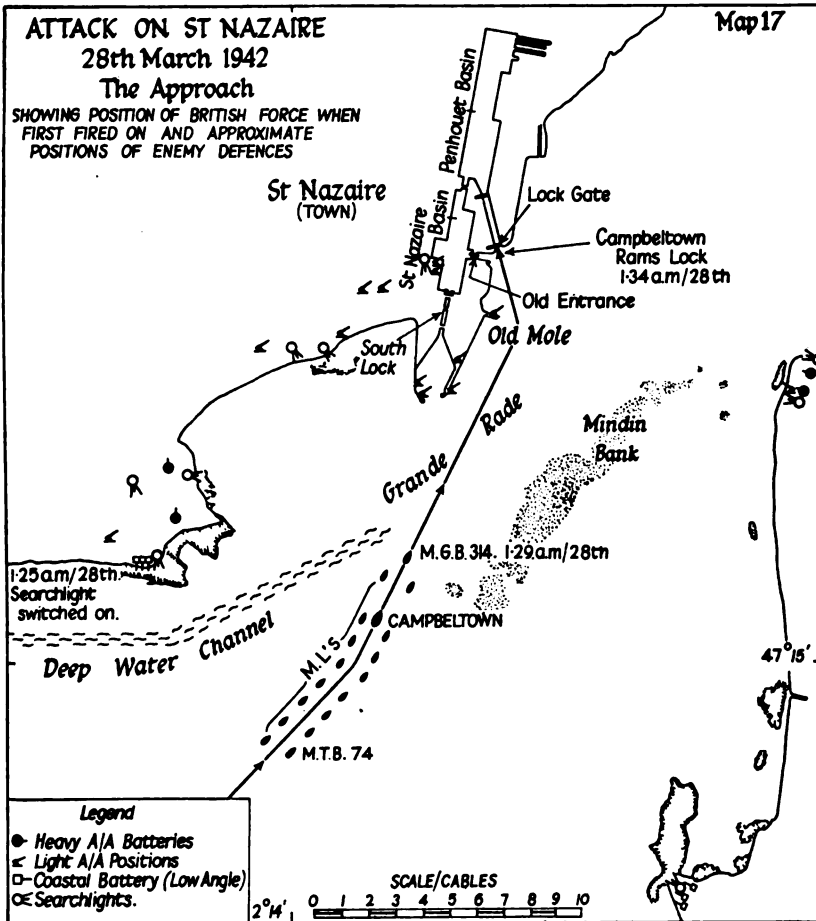 ATTACK ON ST NAZAIRE
28th March 1942
The Approach
SHOWING POSITION OF BRITISH FORCE WHEN
FIRST FIRED ON AND APPROXIMATE
POSITIONS OF ENEMY DEFENCES
Map 17
Penhouet Basin
St Nazaire
(TOWN)
St Nazaire
Basin
Lock Gate
Campbeltown
Rams Lock
1·34 a.m/28th
Old Entrance
Old Mole
South
Lock
Grande Rade
Mindin
Bank
M.G.B. 314. 1·29 a.m/28th
1·25 a.m/28th.
Searchlight
switched on.
CAMPBELTOWN
Deep Water Channel
M.L'S
47°15'.
M.T.B. 74
Legend
Heavy A/A Batteries
Light A/A Positions
Coastal Battery (Low Angle)
Searchlights.
2°14'
SCALE/CABLES
0 1 2 3 4 5 6 7 8 9 10